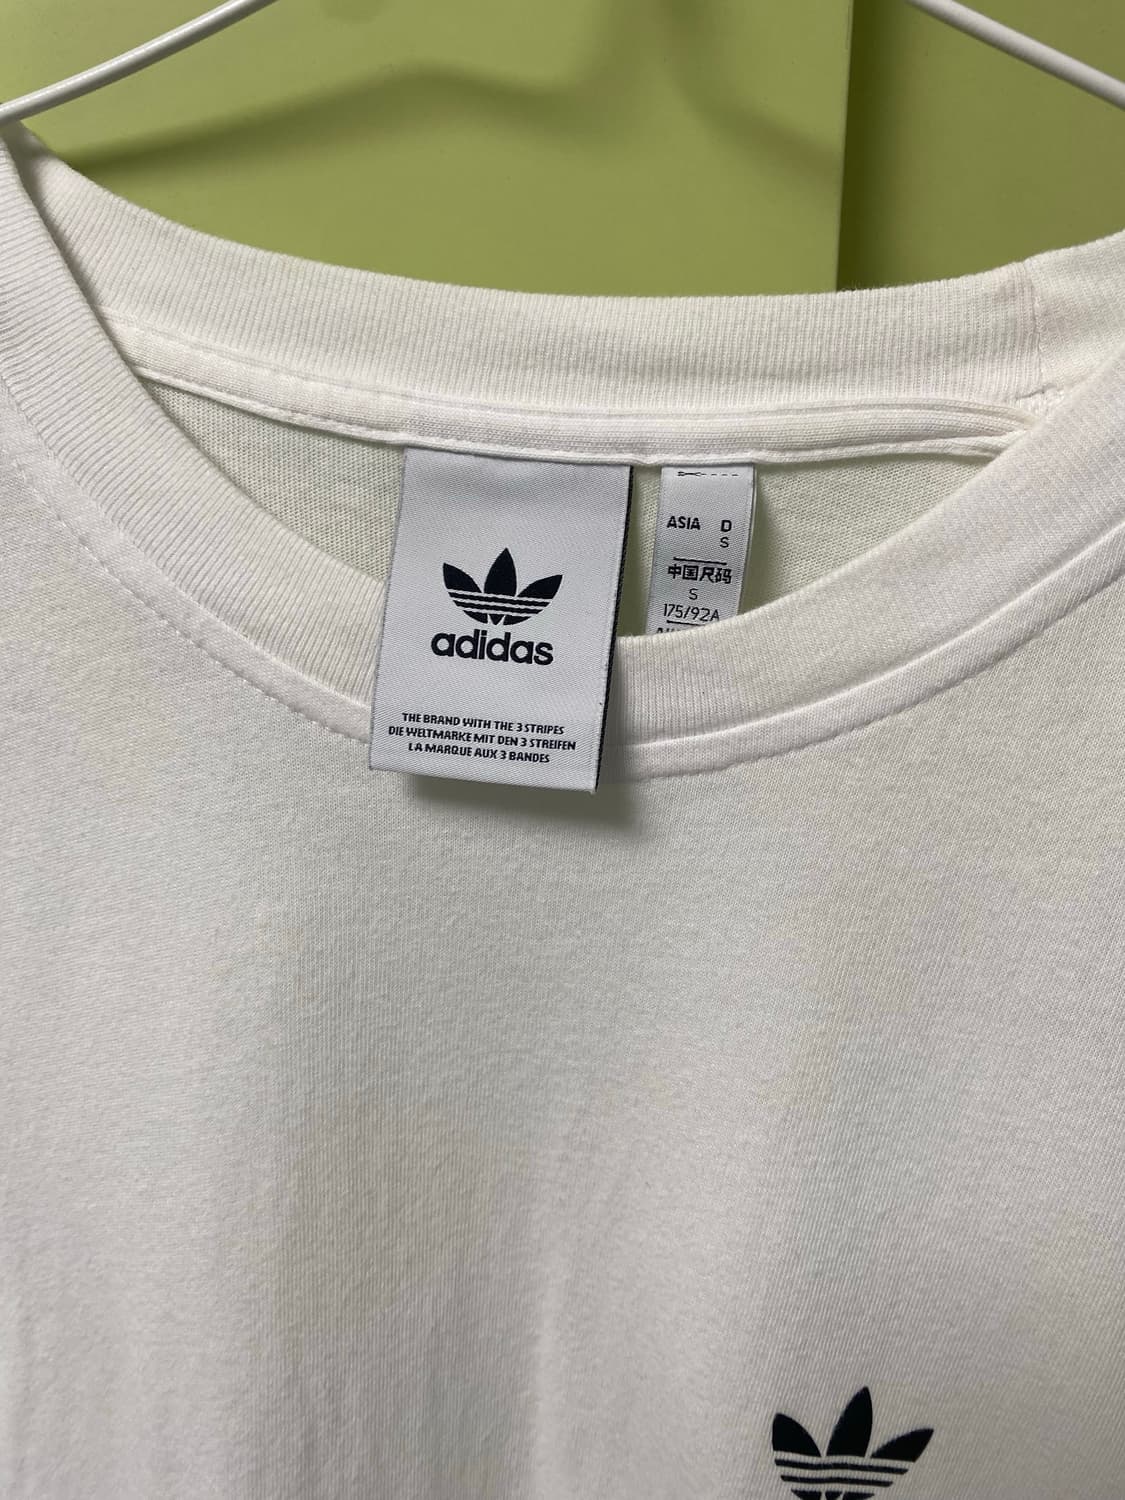 adidas
THE BRAND WITH THE 3 STRIPES
DIE WELTMARKE MIT DEN 3 STREIFEN
LA MARQUE AUX 3 BANDES
ASIA D
S
中国尺码
S
175/92A